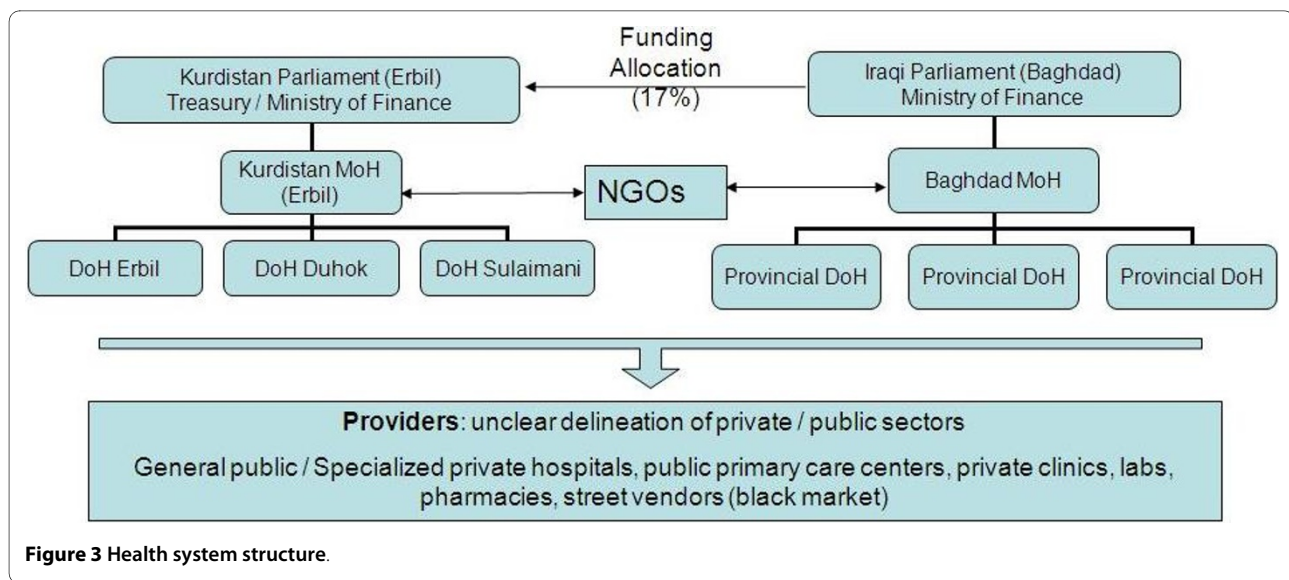 Funding
Allocation
(17%)
Kurdistan Parliament (Erbil)
Treasury / Ministry of Finance
Iraqi Parliament (Baghdad)
Ministry of Finance
Kurdistan MoH
(Erbil)
NGOs
Baghdad MoH
DoH Erbil
DoH Duhok
DoH Sulaimani
Provincial DoH
Provincial DoH
Provincial DoH
Providers: unclear delineation of private / public sectors
General public / Specialized private hospitals, public primary care centers, private clinics, labs,
pharmacies, street vendors (black market)
Figure 3 Health system structure.